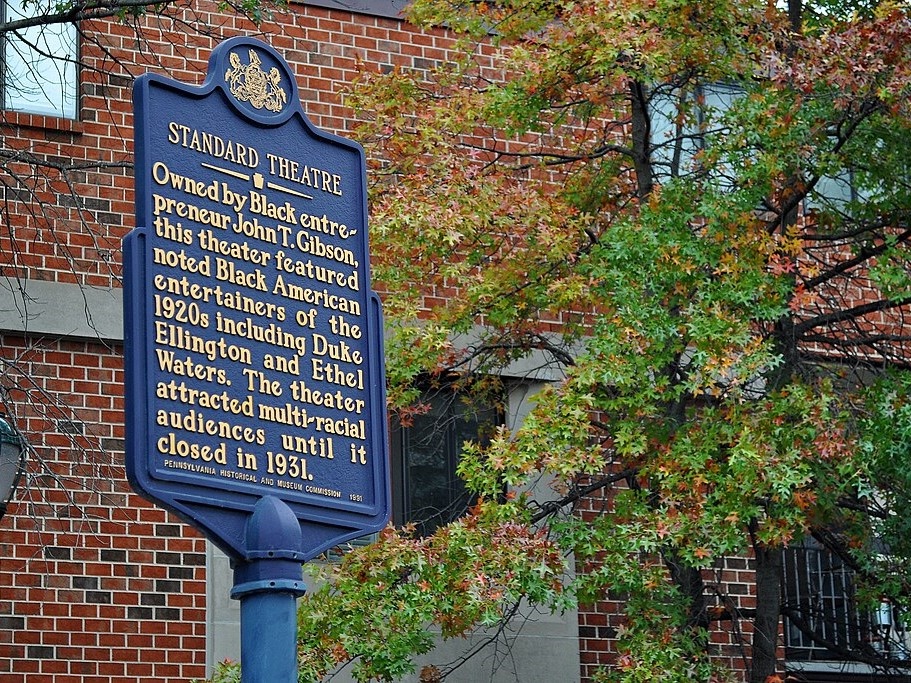 STANDARD THEATRE
Owned by Black entre-
preneur John T. Gibson,
this theater featured
noted Black American
entertainers of the
1920s including Duke
Ellington and Ethel
Waters. The theater
attracted multi-racial
audiences until it
closed in 1931.
PENNSYLVANIA HISTORICAL AND MUSEUM COMMISSION 1991